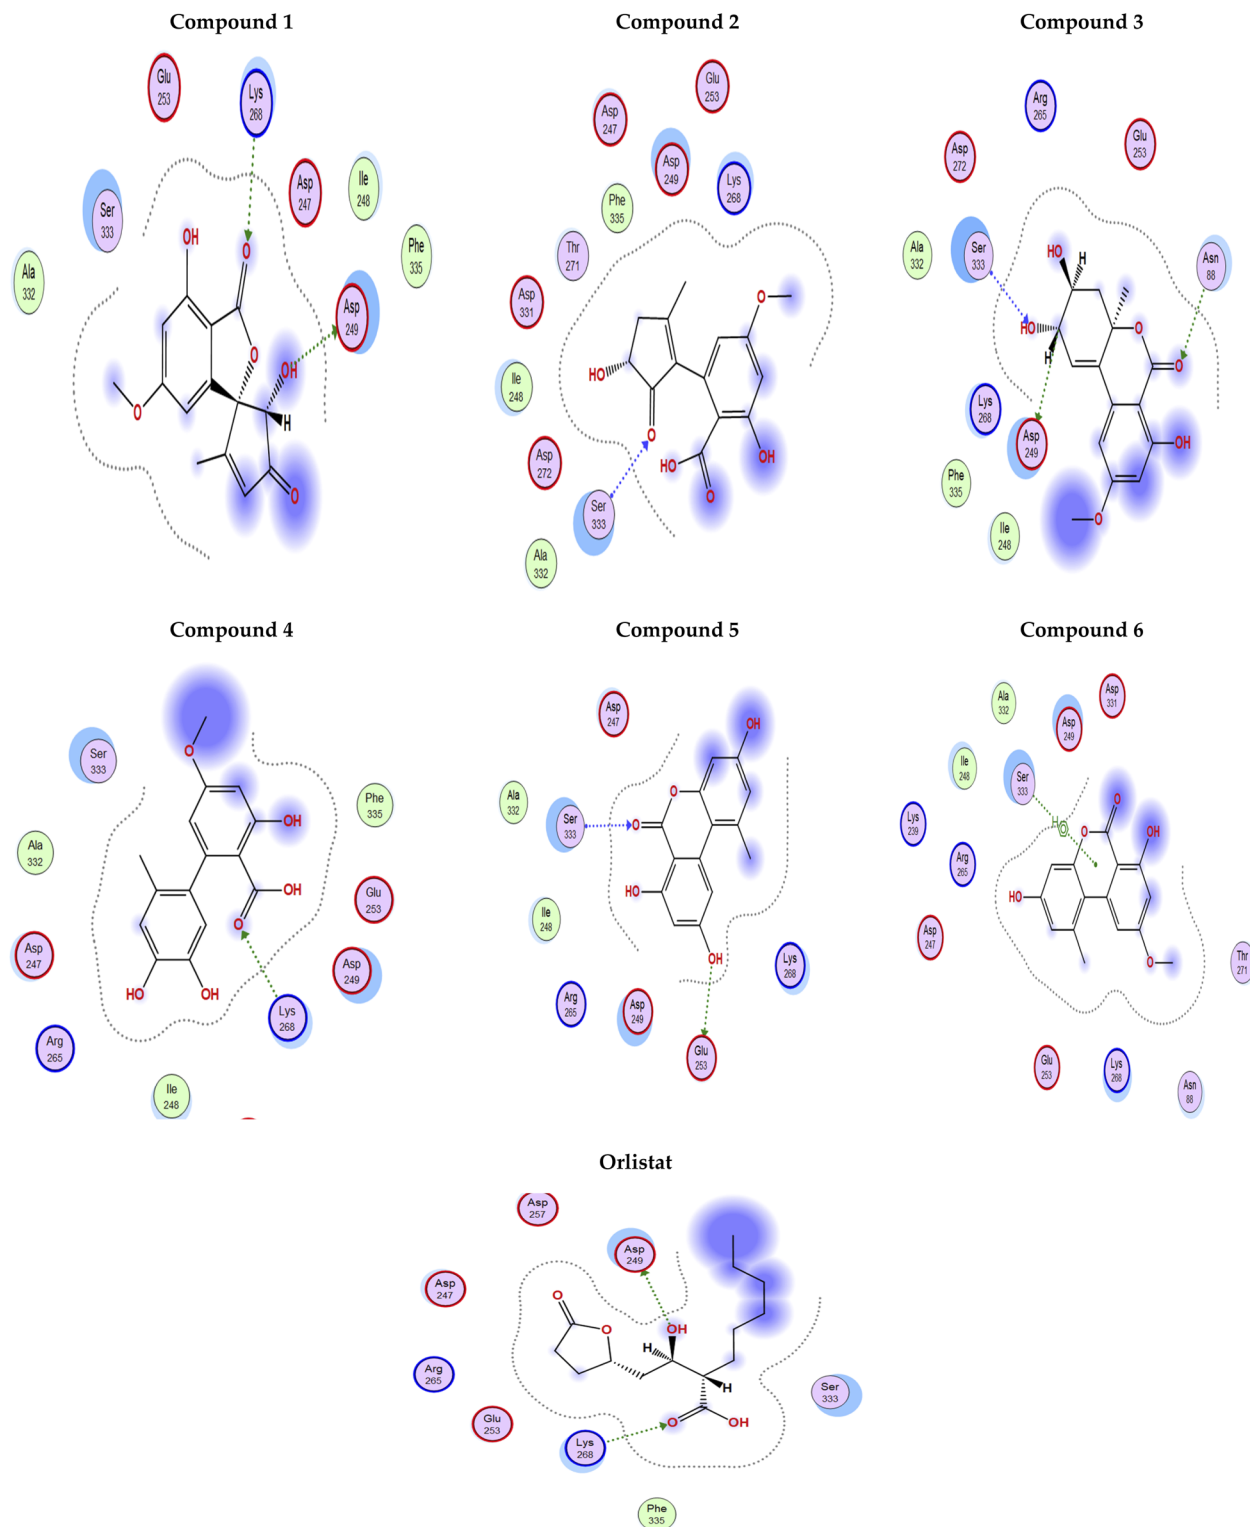 Compound 1
Compound 2
Compound 3
Glu
253
Lys
268
Asp
247
Ile
248
Ser
333
Phe
335
Ala
332
Asp
249
OH
O
O
OH
O
H
O
Glu
253
Asp
247
Asp
249
Lys
268
Phe
335
Thr
271
Asp
331
Ile
248
Asp
272
Ser
333
Ala
332
O
HO
O
HO
OH
O
Arg
265
Asp
272
Glu
253
Ala
332
Ser
333
Asn
88
HO
H
HO
H
O
O
Lys
268
Asp
249
OH
Phe
335
Ile
248
O
Compound 4
Compound 5
Compound 6
Ser
333
O
Phe
335
OH
Ala
332
OH
O
Glu
253
Asp
247
Asp
249
HO
OH
Lys
268
Arg
265
Ile
248
Asp
247
OH
Ala
332
Ser
333
O
O
HO
Ile
248
OH
Lys
268
Arg
265
Asp
249
Glu
253
Ala
332
Asp
249
Asp
331
Ile
248
Ser
333
Lys
239
H
O
O
OH
Arg
265
HO
Asp
247
O
Thr
271
Glu
253
Lys
268
Asn
88
Orlistat
Asp
257
Asp
249
Asp
247
O
O
OH
H
Arg
265
H
Ser
333
Glu
253
O
OH
Lys
268
Phe
335